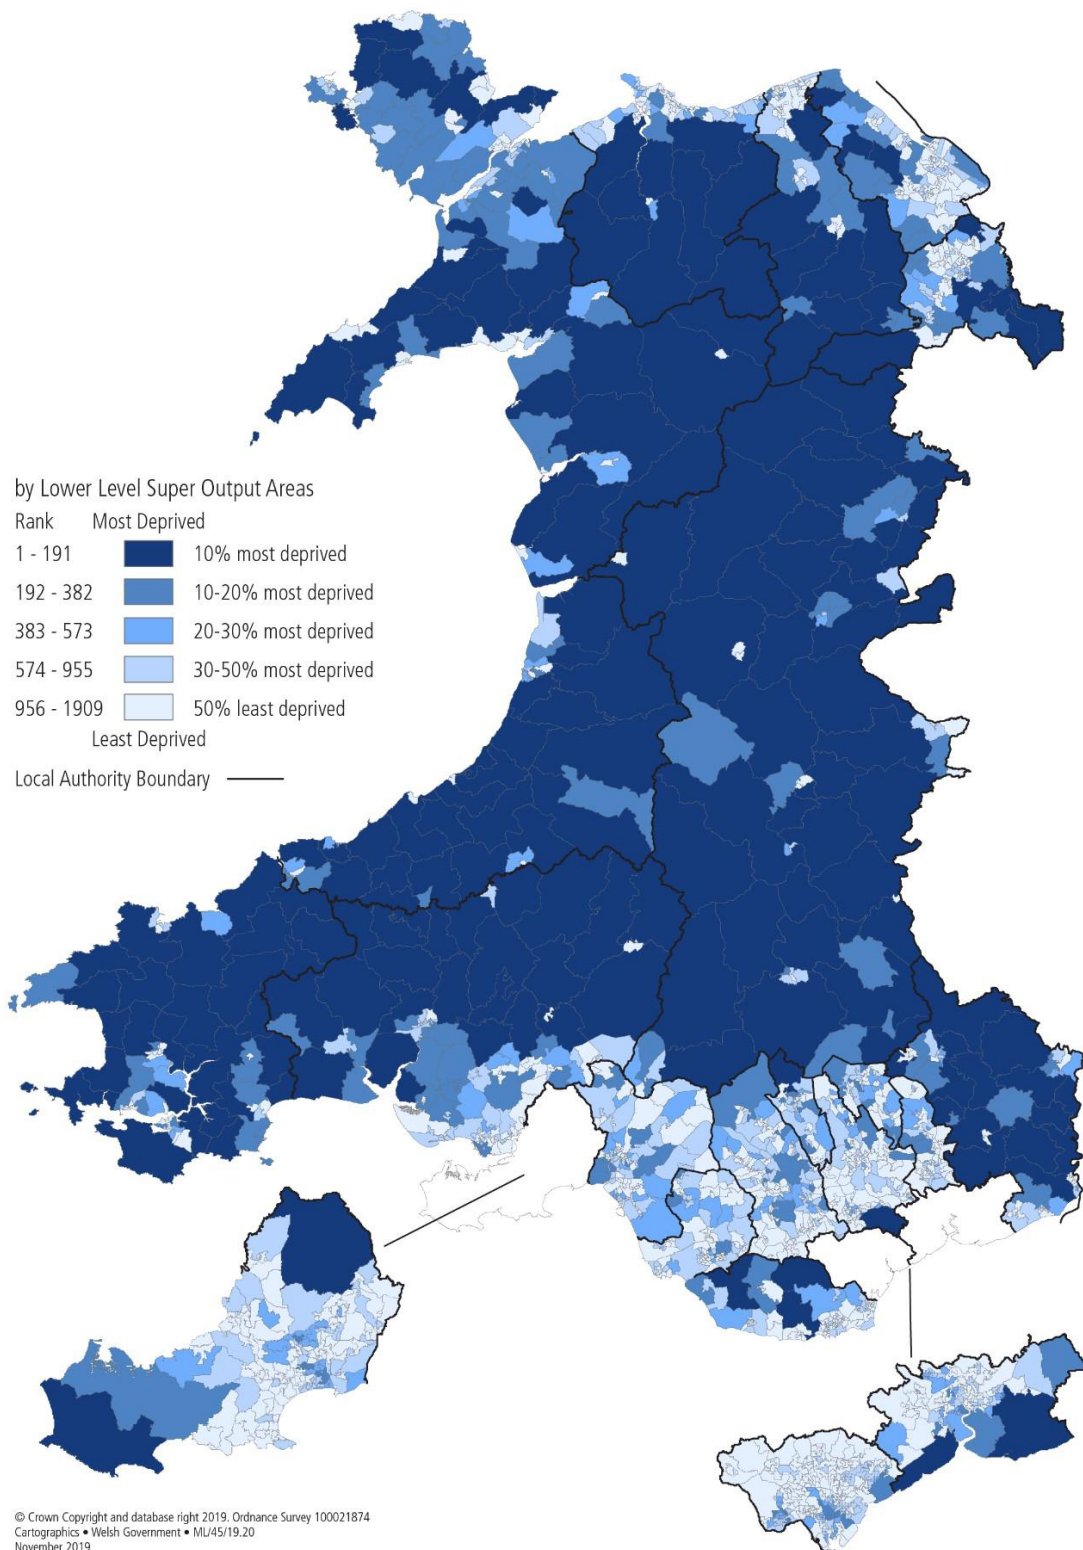 by Lower Level Super Output Areas
Rank Most Deprived
1 - 191 10% most deprived
192 - 382 10-20% most deprived
383 - 573 20-30% most deprived
574 - 955 30-50% most deprived
956 - 1909 50% least deprived
Least Deprived
Local Authority Boundary
© Crown Copyright and database right 2019. Ordnance Survey 100021874
Cartographics • Welsh Government • ML/45/19.20
November 2019